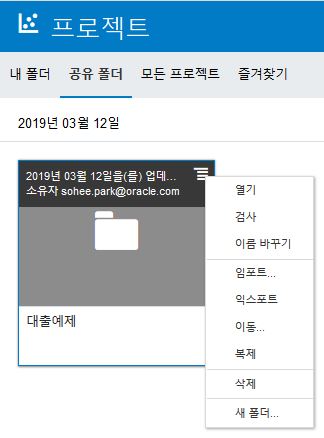 프로젝트
내 폴더 공유 폴더 모든 프로젝트 즐겨찾기
2019년 03월 12일
2019년 03월 12일을(를) 업데...
소유자 sohee.park@oracle.com
대출예제
열기
검사
이름 바꾸기
임포트...
익스포트
이동...
복제
삭제
새 폴더...